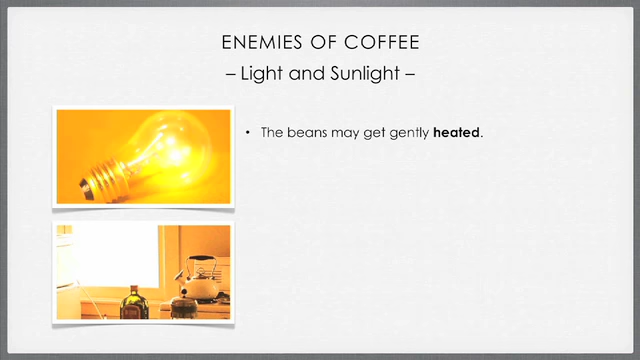 ENEMIES OF COFFEE
– Light and Sunlight –
• The beans may get gently heated.